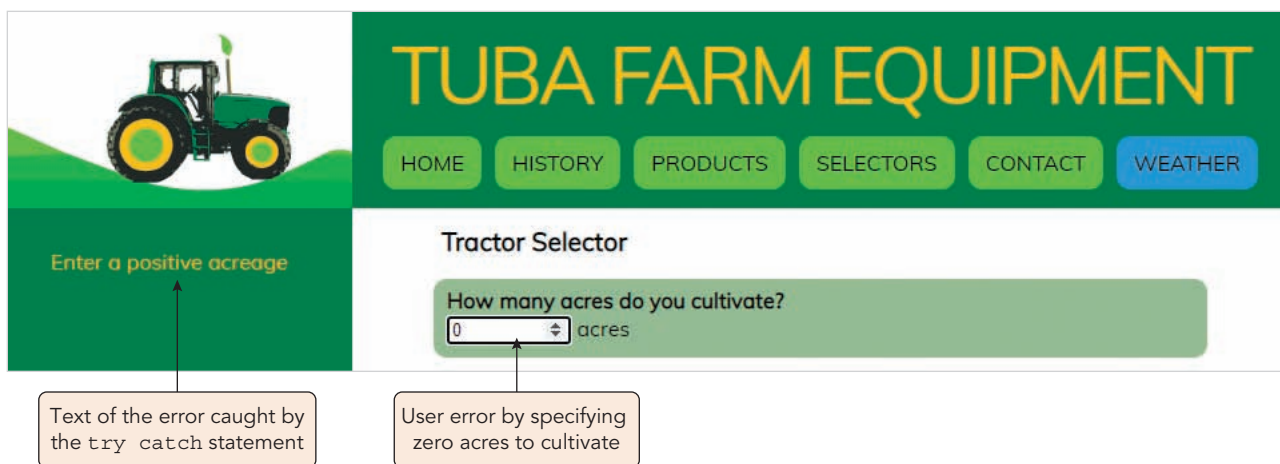 TUBA FARM EQUIPMENT
HOME HISTORY PRODUCTS SELECTORS CONTACT WEATHER
Enter a positive acreage
Tractor Selector
How many acres do you cultivate?
0 acres
Text of the error caught by
the try catch statement
User error by specifying
zero acres to cultivate